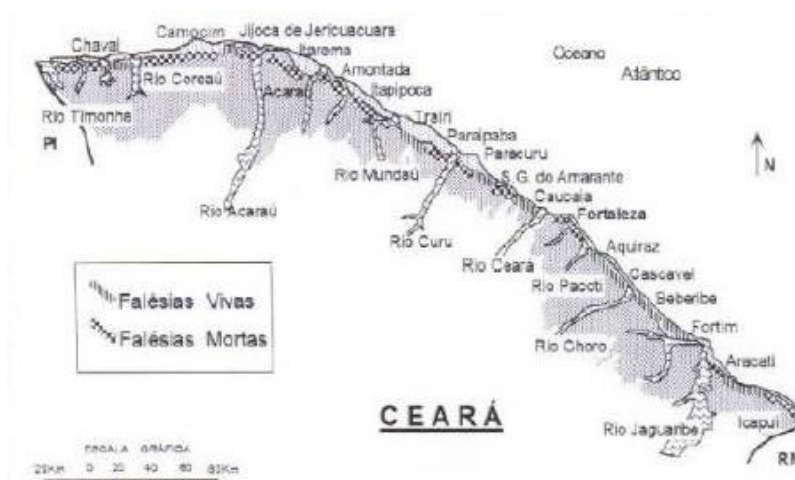 Camocim
Jijoca de Jericuacuara
Chaval
Itarema
Oceano
Atlântico
Amontada
Acaraú
Itapipoca
Rio Coreaú
Rio Timonha
Trairi
Paraipaba
Paracuru
PI
N
Rio Mundaú
S. G. do Amarante
Caucaia
Fortaleza
Rio Acaraú
Rio Curu
Aquiraz
Rio Ceará
Cascavel
Rio Pacoti
Beberibe
Falésias Vivas
Fortim
Falésias Mortas
Rio Choro
Aracati
CEARÁ
Icapuí
Rio Jaguaribe
RN
ESCALA GRÁFICA
20Km 0 20 40 60 80Km